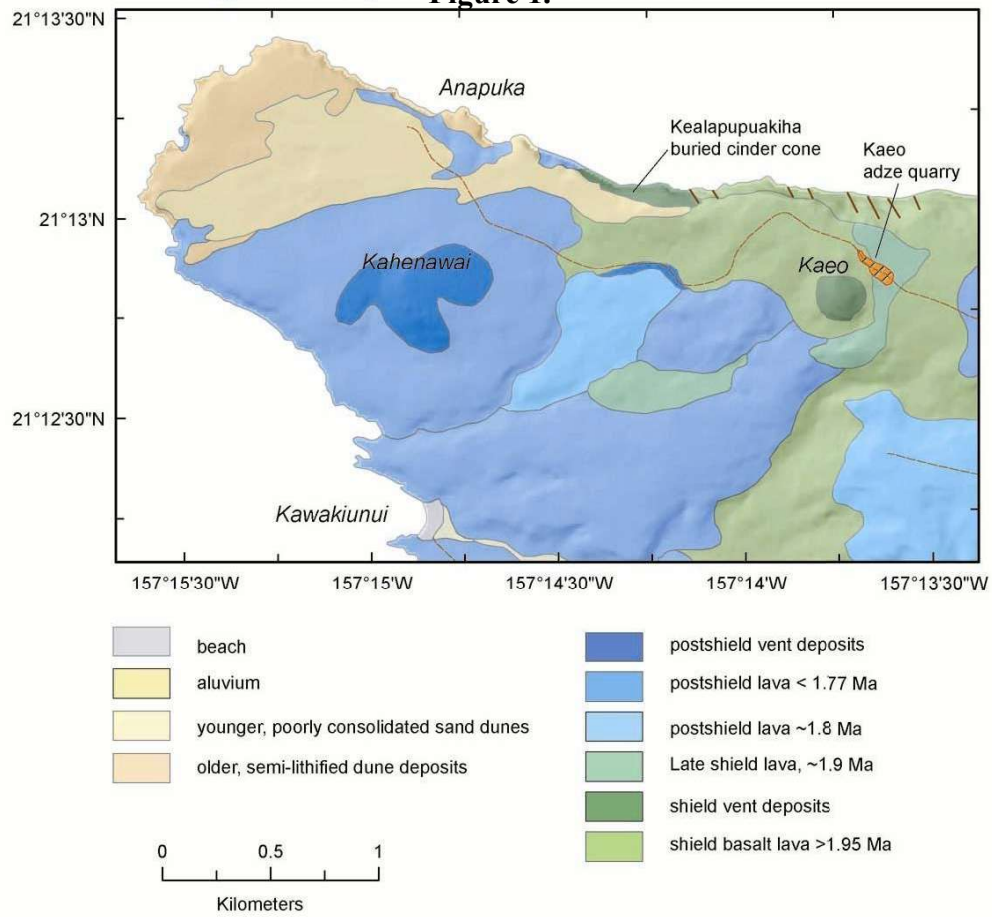 Figure 1.
21°13'30"N
Anapuka
Kealapupuakiha
buried cinder cone
Kaeo
adze quarry
21°13'N
Kahenawai
Kaeo
21°12'30"N
Kawakiunui
157°15'30"W
157°15'W
157°14'30"W
157°14'W
157°13'30"W
beach
aluvium
younger, poorly consolidated sand dunes
older, semi-lithified dune deposits
postshield vent deposits
postshield lava < 1.77 Ma
postshield lava ~1.8 Ma
Late shield lava, ~1.9 Ma
shield vent deposits
shield basalt lava >1.95 Ma
0 0.5 1
Kilometers